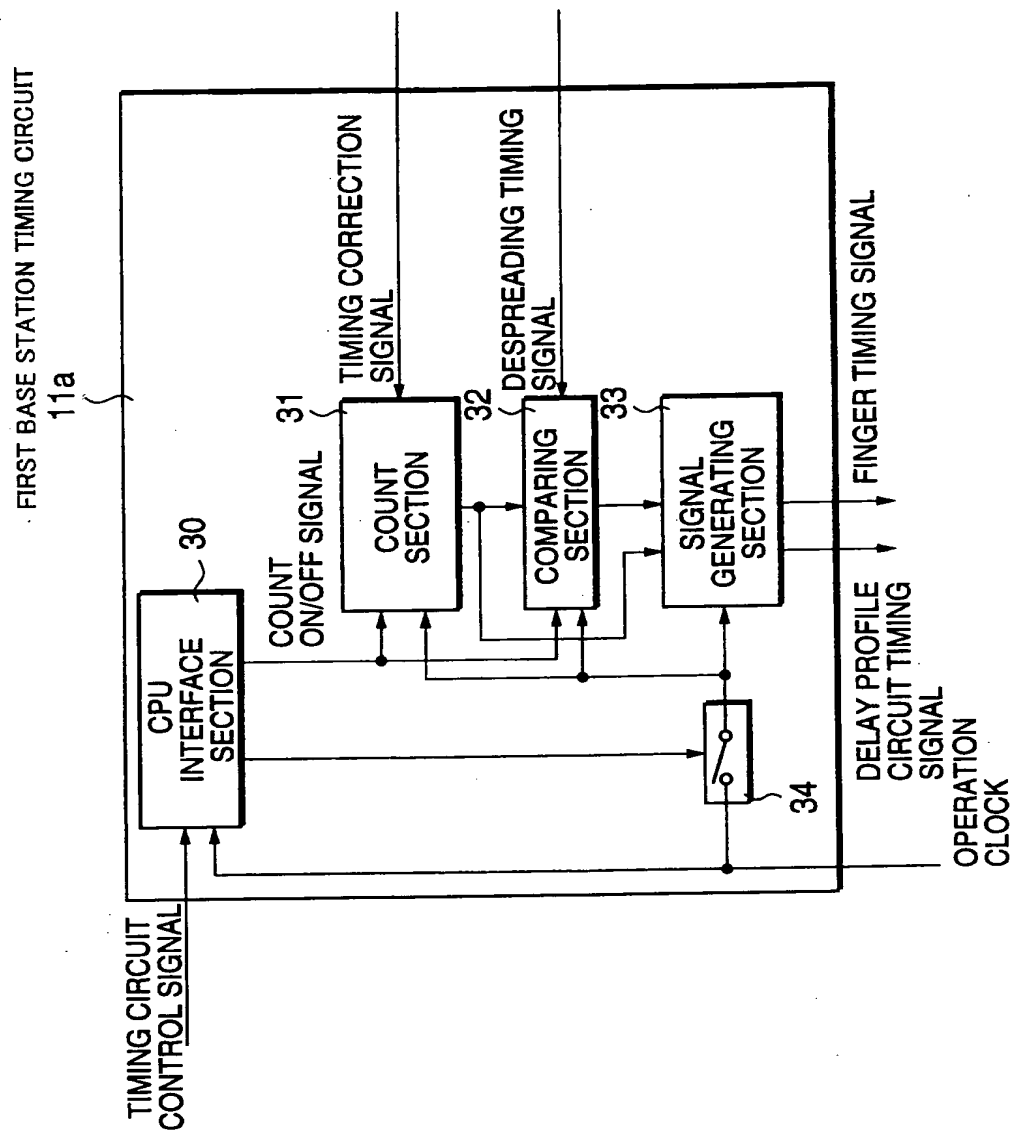 FIRST BASE STATION TIMING CIRCUIT
11a
TIMING CIRCUIT
CONTROL SIGNAL
CPU
INTERFACE
SECTION
30
COUNT
ON/OFF SIGNAL
31
COUNT
SECTION
TIMING CORRECTION
SIGNAL
32
COMPARING
SECTION
DESPREADING TIMING
SIGNAL
33
SIGNAL
GENERATING
SECTION
34
FINGER TIMING SIGNAL
DELAY PROFILE
CIRCUIT TIMING
SIGNAL
OPERATION
CLOCK